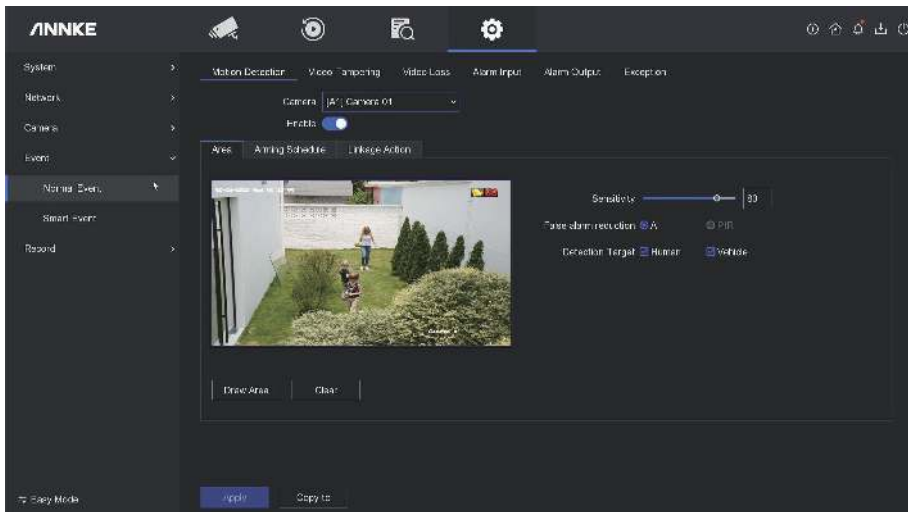 ANNKE
System
Network
Camera
Event
Normal Event
Smart Event
Record
Easy Mode
Motion Detection Video Tampering Video Loss Alarm Input Alarm Output Exception
Camera [A1] Camera 01
Enable
Area Arming Schedule Linkage Action
Sensitivity 80
False alarm reduction AI PIR
Detection Target Human Vehicle
Draw Area Clear
Apply Copy to